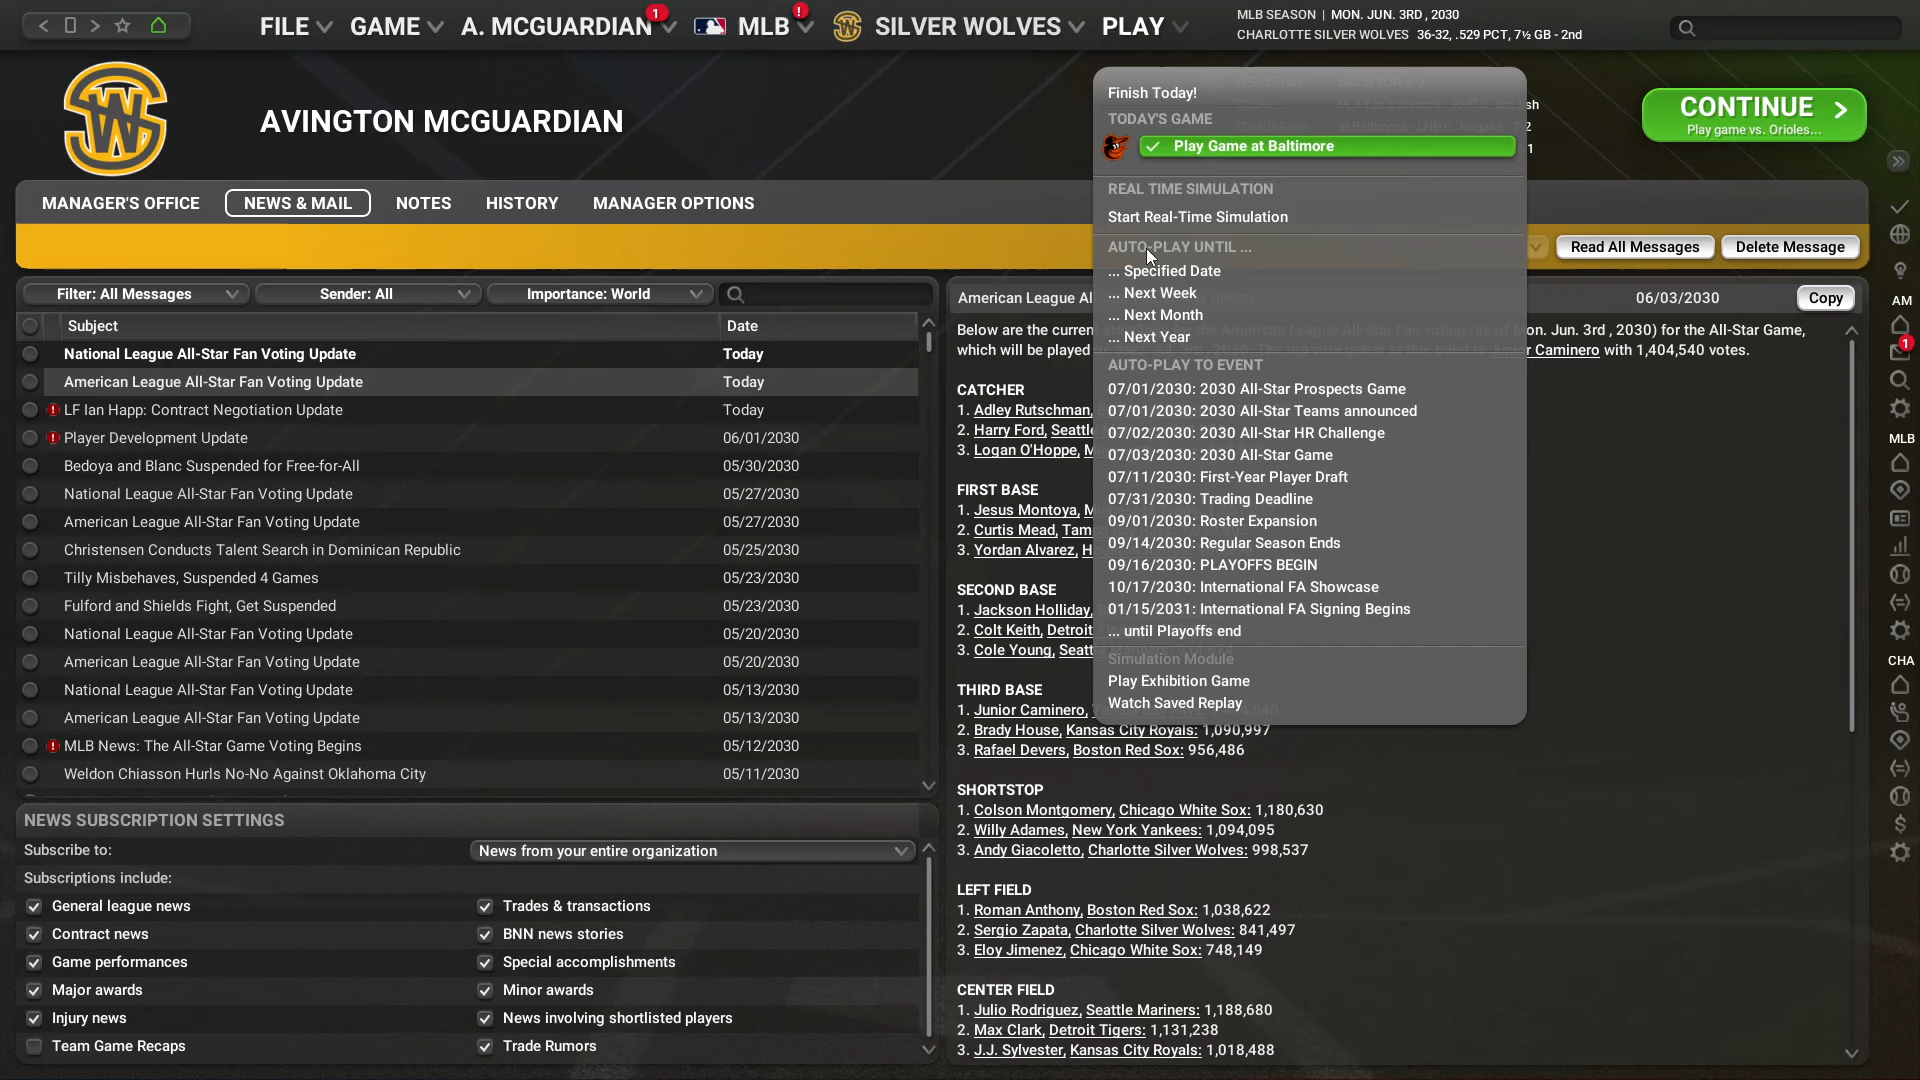 FILE
GAME
A. MCGUARDIAN
1
MLB
!
SILVER WOLVES
PLAY
MLB SEASON | MON. JUN. 3RD , 2030
CHARLOTTE SILVER WOLVES 36-32, .529 PCT, 7½ GB - 2nd
AVINGTON MCGUARDIAN
CONTINUE
Play game vs. Orioles...
MANAGER'S OFFICE
NEWS & MAIL
NOTES
HISTORY
MANAGER OPTIONS
Read All Messages
Delete Message
Finish Today!
TODAY'S GAME
Play Game at Baltimore
REAL TIME SIMULATION
Start Real-Time Simulation
AUTO-PLAY UNTIL ...
... Specified Date
... Next Week
... Next Month
... Next Year
AUTO-PLAY TO EVENT
07/01/2030: 2030 All-Star Prospects Game
07/01/2030: 2030 All-Star Teams announced
07/02/2030: 2030 All-Star HR Challenge
07/03/2030: 2030 All-Star Game
07/11/2030: First-Year Player Draft
07/31/2030: Trading Deadline
09/01/2030: Roster Expansion
09/14/2030: Regular Season Ends
09/16/2030: PLAYOFFS BEGIN
10/17/2030: International FA Showcase
01/15/2031: International FA Signing Begins
... until Playoffs end
Simulation Module
Play Exhibition Game
Watch Saved Replay
Filter: All Messages
Sender: All
Importance: World
Subject Date
National League All-Star Fan Voting Update Today
American League All-Star Fan Voting Update Today
! LF Ian Happ: Contract Negotiation Update Today
! Player Development Update 06/01/2030
Bedoya and Blanc Suspended for Free-for-All 05/30/2030
National League All-Star Fan Voting Update 05/27/2030
American League All-Star Fan Voting Update 05/27/2030
Christensen Conducts Talent Search in Dominican Republic 05/25/2030
Tilly Misbehaves, Suspended 4 Games 05/23/2030
Fulford and Shields Fight, Get Suspended 05/23/2030
National League All-Star Fan Voting Update 05/20/2030
American League All-Star Fan Voting Update 05/20/2030
National League All-Star Fan Voting Update 05/13/2030
American League All-Star Fan Voting Update 05/13/2030
! MLB News: The All-Star Game Voting Begins 05/12/2030
Weldon Chiasson Hurls No-No Against Oklahoma City 05/11/2030
NEWS SUBSCRIPTION SETTINGS
Subscribe to: News from your entire organization
Subscriptions include:
General league news Trades & transactions
Contract news BNN news stories
Game performances Special accomplishments
Major awards Minor awards
Injury news News involving shortlisted players
Team Game Recaps Trade Rumors
American League 06/03/2030 Copy
Below are the current for the American League All-Star Fan voting (as of Mon. Jun. 3rd , 2030) for the All-Star Game,
which will be played Junior Caminero with 1,404,540 votes.
CATCHER
1. Adley Rutschman,
2. Harry Ford, Seattle
3. Logan O'Hoppe,
FIRST BASE
1. Jesus Montoya,
2. Curtis Mead,
3. Yordan Alvarez,
SECOND BASE
1. Jackson Holliday,
2. Colt Keith, Detroit
3. Cole Young,
THIRD BASE
1. Junior Caminero,
2. Brady House, Kansas City Royals: 1,090,997
3. Rafael Devers, Boston Red Sox: 956,486
SHORTSTOP
1. Colson Montgomery, Chicago White Sox: 1,180,630
2. Willy Adames, New York Yankees: 1,094,095
3. Andy Giacoletto, Charlotte Silver Wolves: 998,537
LEFT FIELD
1. Roman Anthony, Boston Red Sox: 1,038,622
2. Sergio Zapata, Charlotte Silver Wolves: 841,497
3. Eloy Jimenez, Chicago White Sox: 748,149
CENTER FIELD
1. Julio Rodriguez, Seattle Mariners: 1,188,680
2. Max Clark, Detroit Tigers: 1,131,238
3. J.J. Sylvester, Kansas City Royals: 1,018,488
AM
1
MLB
CHA